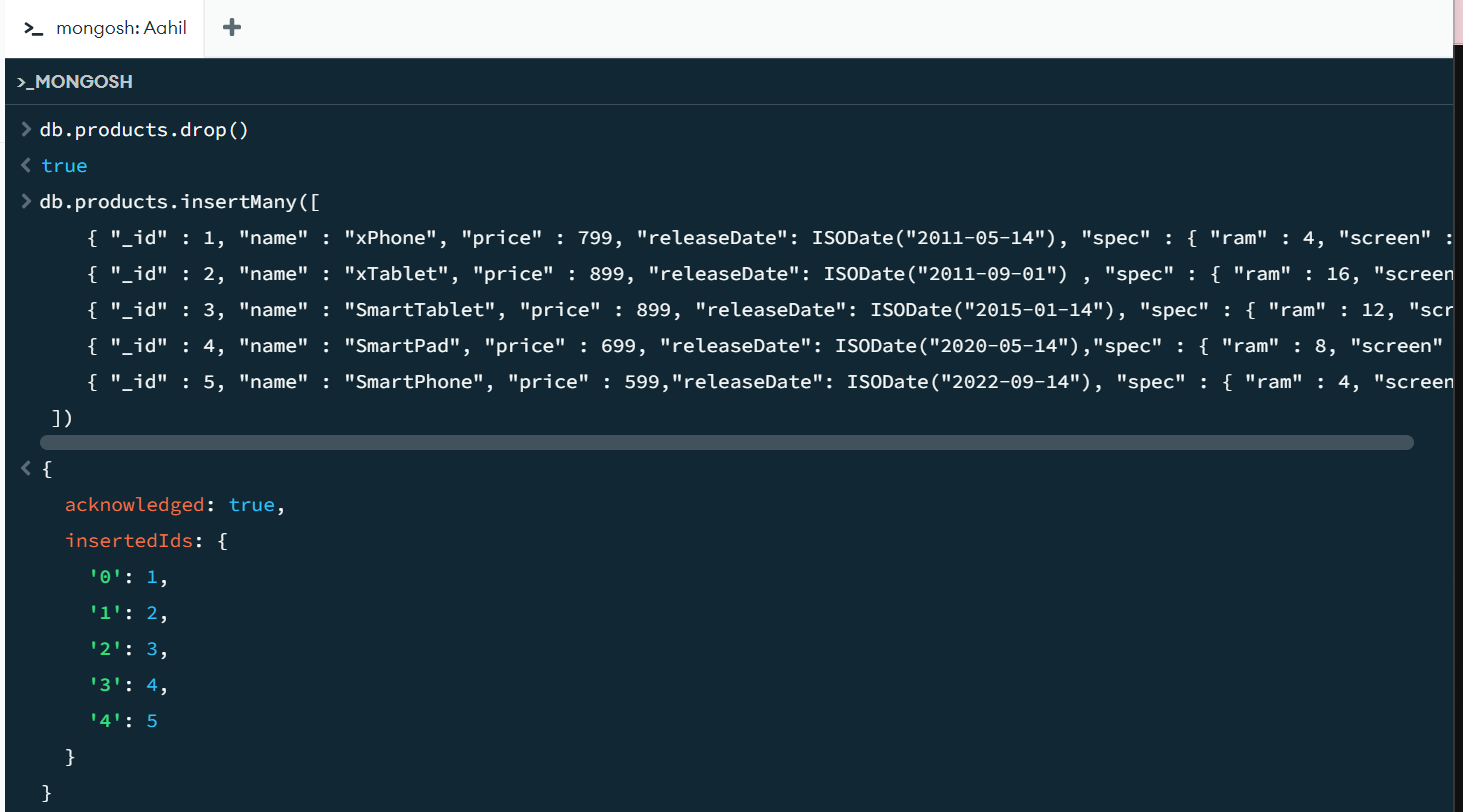 >_ mongosh: Aahil +
>_MONGOSH
> db.products.drop()
< true
> db.products.insertMany([
{ "_id" : 1, "name" : "xPhone", "price" : 799, "releaseDate": ISODate("2011-05-14"), "spec" : { "ram" : 4, "screen" :
{ "_id" : 2, "name" : "xTablet", "price" : 899, "releaseDate": ISODate("2011-09-01") , "spec" : { "ram" : 16, "screen
{ "_id" : 3, "name" : "SmartTablet", "price" : 899, "releaseDate": ISODate("2015-01-14"), "spec" : { "ram" : 12, "scr
{ "_id" : 4, "name" : "SmartPad", "price" : 699, "releaseDate": ISODate("2020-05-14"),"spec" : { "ram" : 8, "screen"
{ "_id" : 5, "name" : "SmartPhone", "price" : 599,"releaseDate": ISODate("2022-09-14"), "spec" : { "ram" : 4, "screen
])
< {
acknowledged: true,
insertedIds: {
'0': 1,
'1': 2,
'2': 3,
'3': 4,
'4': 5
}
}